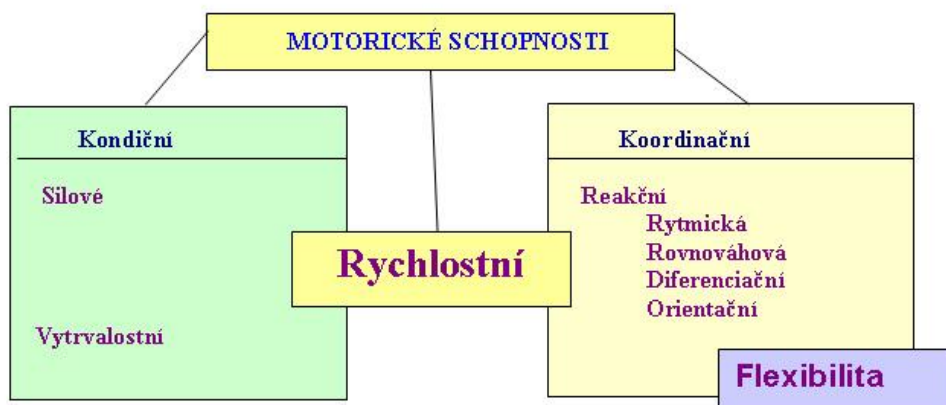 MOTORICKÉ SCHOPNOSTI
Kondiční
Silové
Vytrvalostní
Rychlostní
Koordinační
Reakční
Rytmická
Rovnováhová
Diferenciační
Orientační
Flexibilita